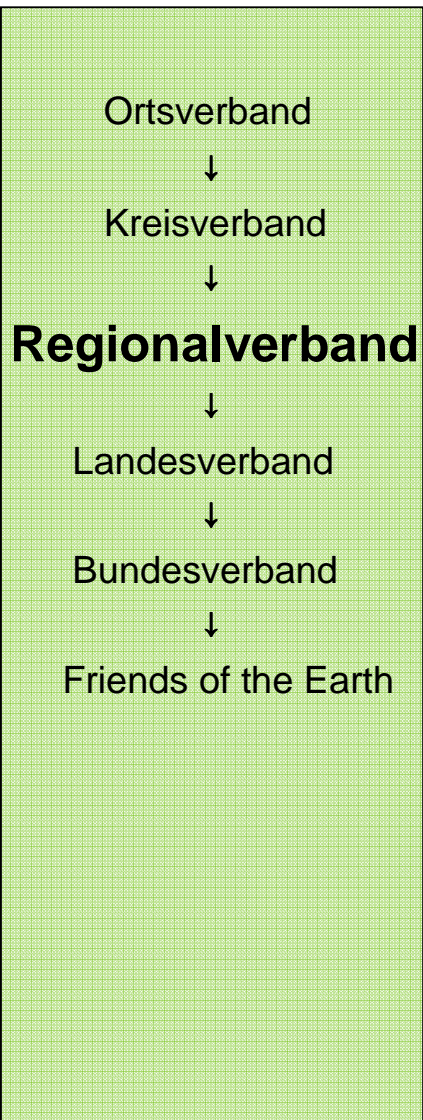 Ortsverband
↓
Kreisverband
↓
Regionalverband
↓
Landesverband
↓
Bundesverband
↓
Friends of the Earth